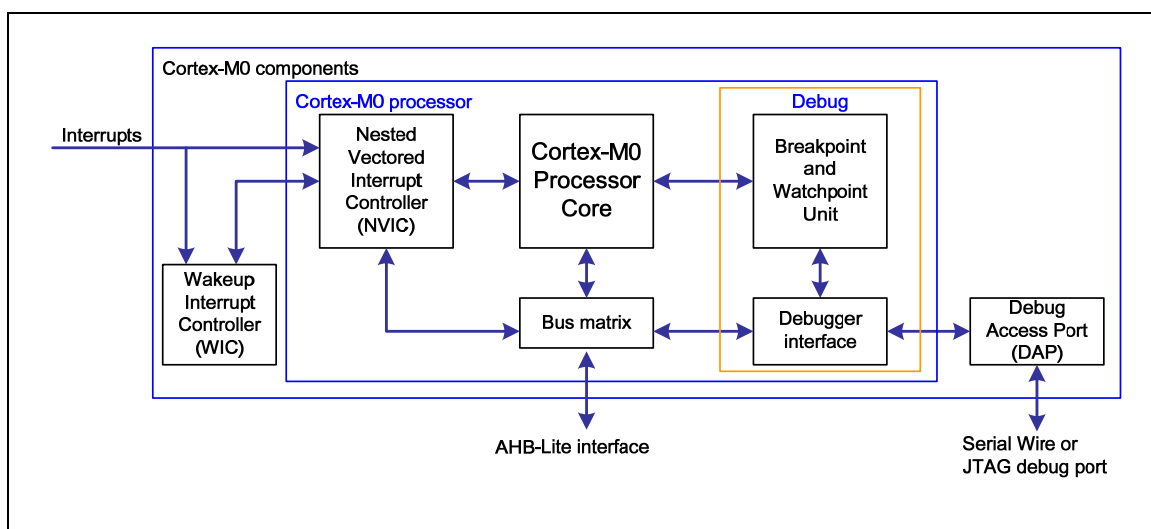 Cortex-M0 components
Cortex-M0 processor
Debug
Interrupts
Nested
Vectored
Interrupt
Controller
(NVIC)
Cortex-M0
Processor
Core
Breakpoint
and
Watchpoint
Unit
Wakeup
Interrupt
Controller
(WIC)
Bus matrix
Debugger
interface
Debug
Access Port
(DAP)
AHB-Lite interface
Serial Wire or
JTAG debug port